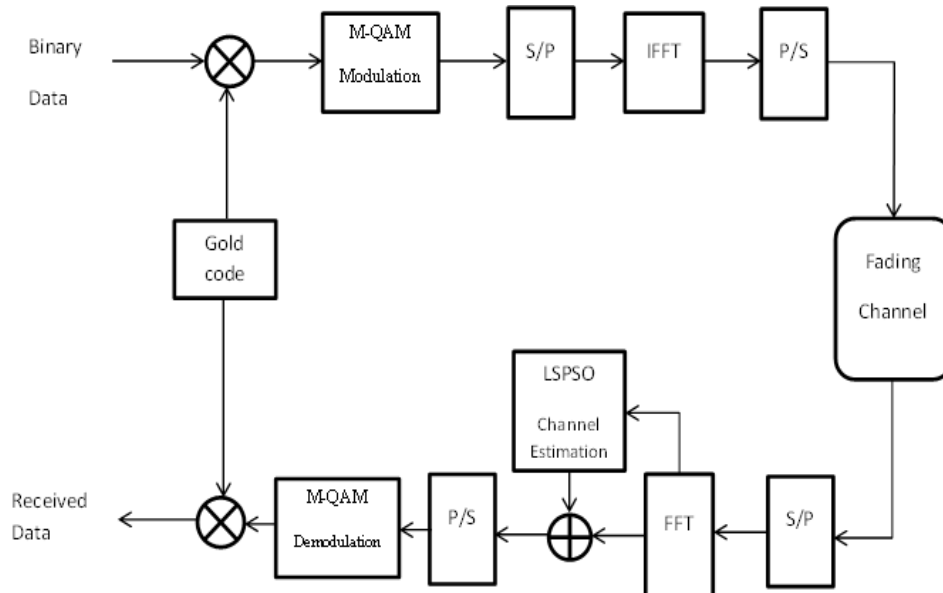 Binary
Data
M-QAM
Modulation
S/P
IFFT
P/S
Gold
code
Fading
Channel
LSPSO
Channel
Estimation
Received
Data
M-QAM
Demodulation
P/S
FFT
S/P